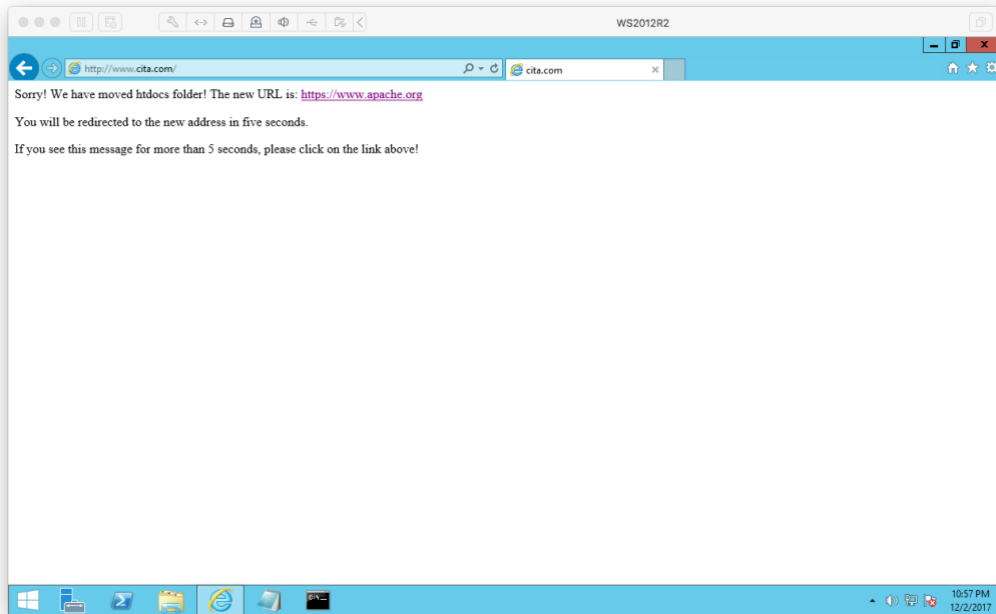 WS2012R2
http://www.cita.com/
cita.com
Sorry! We have moved htdocs folder! The new URL is: https://www.apache.org
You will be redirected to the new address in five seconds.
If you see this message for more than 5 seconds, please click on the link above!
10:57 PM
12/2/2017